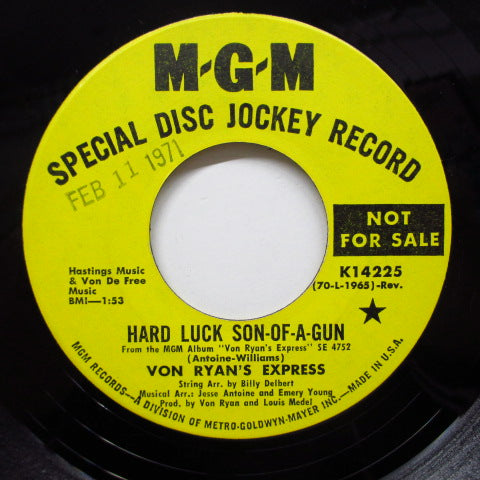 M-G-M
SPECIAL DISC JOCKEY RECORD
FEB 11 1971
NOT
FOR SALE
Hastings Music
& Von De Free
Music
BMI—1:53
K14225
(70-L-1965)-Rev.
HARD LUCK SON-OF-A-GUN
From the MGM Album "Von Ryan's Express" SE 4752
(Antoine-Williams)
VON RYAN'S EXPRESS
String Arr. by Billy Delbert
Musical Arr.: Jesse Antoine and Emery Young
Prod. by Von Ryan and Louis Medel
MGM RECORDS—A DIVISION OF METRO-GOLDWYN-MAYER INC.—MADE IN U.S.A.